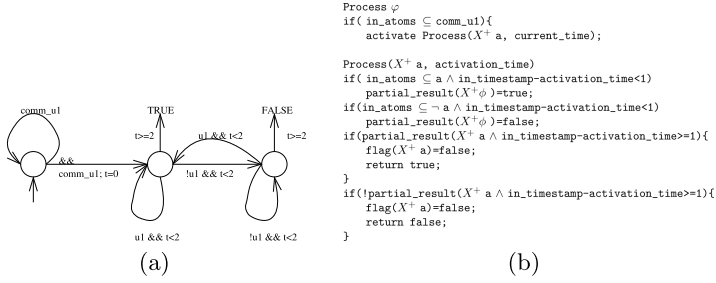 comm_u1
TRUE
FALSE
t>=2
u1 && t<2
t>=2
&&
comm_u1; t=0
!u1 && t<2
u1 && t<2
!u1 && t<2
(a)
Process φ
if( in_atoms ⊆ comm_u1){
activate Process(X⁺ a, current_time);
Process(X⁺ a, activation_time)
if( in_atoms ⊆ a ∧ in_timestamp-activation_time<1)
partial_result(X⁺ϕ )=true;
if(in_atoms ⊆ ¬ a ∧ in_timestamp-activation_time<1)
partial_result(X⁺ϕ )=false;
if(partial_result(X⁺ a ∧ in_timestamp-activation_time>=1){
flag(X⁺ a)=false;
return true;
}
if(!partial_result(X⁺ a ∧ in_timestamp-activation_time>=1){
flag(X⁺ a)=false;
return false;
}
(b)